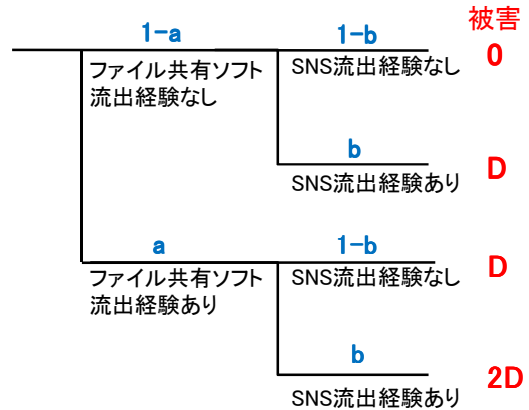 被害
1-a
1-b
0
ファイル共有ソフト
流出経験なし
SNS流出経験なし
b
D
SNS流出経験あり
a
1-b
D
ファイル共有ソフト
流出経験あり
SNS流出経験なし
b
2D
SNS流出経験あり